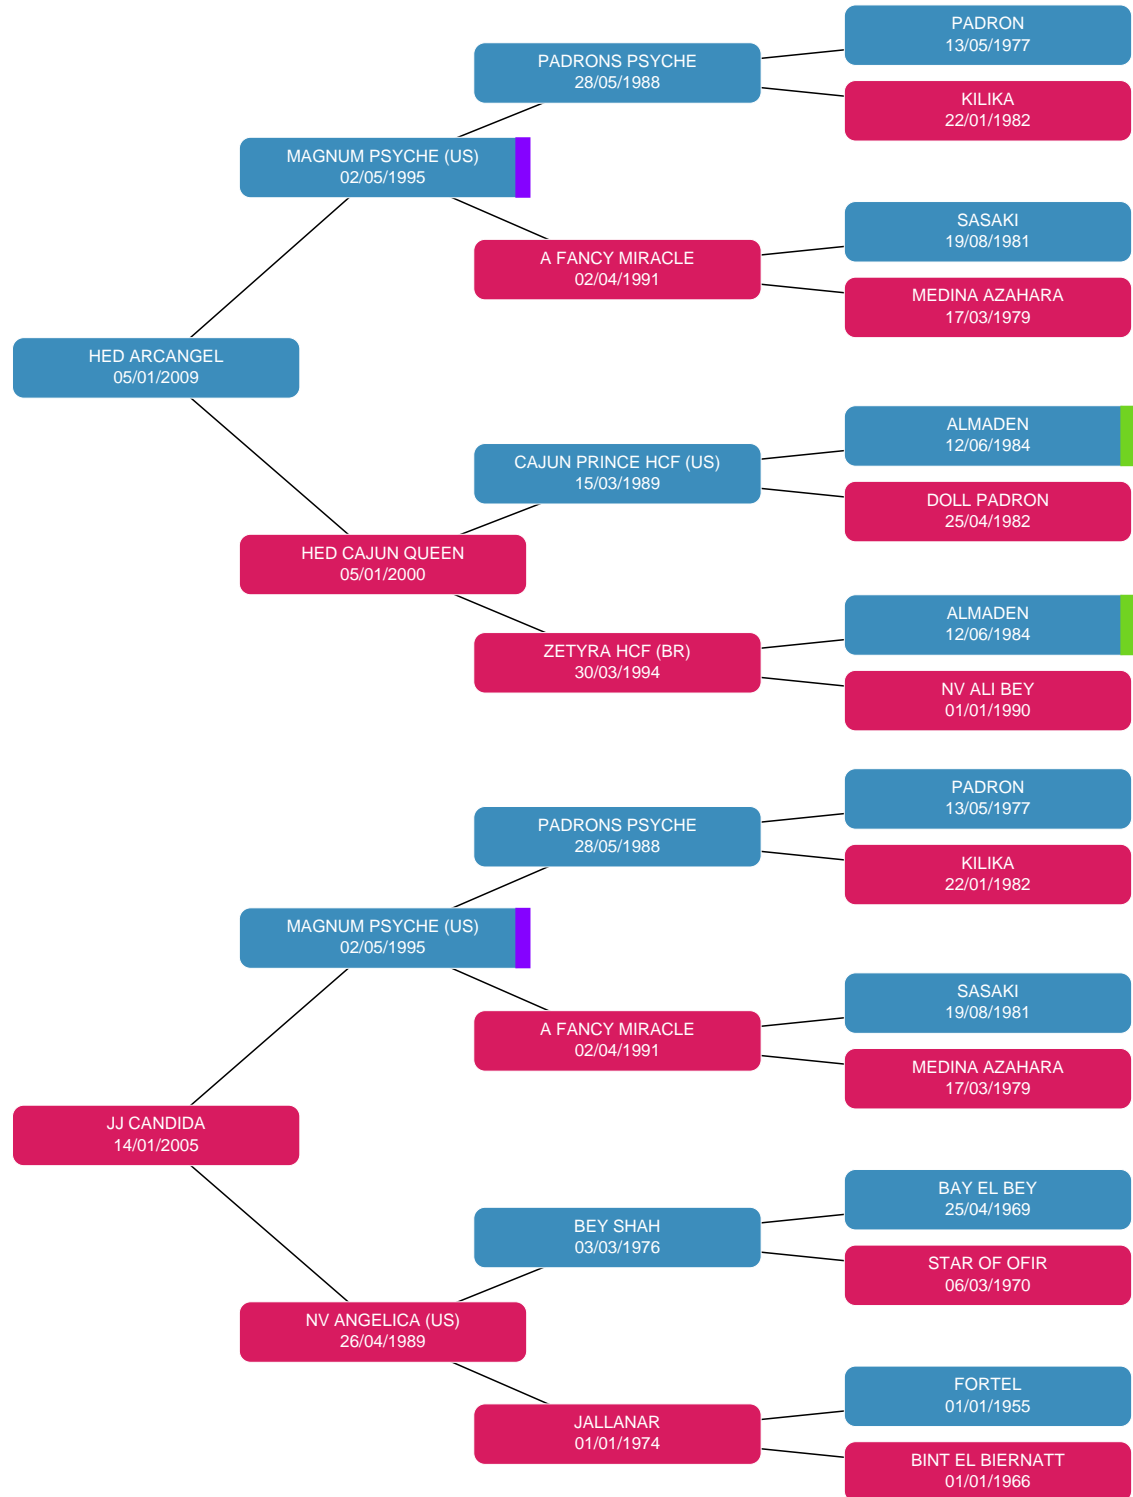 PADRON
13/05/1977
PADRONS PSYCHE
28/05/1988
KILIKA
22/01/1982
MAGNUM PSYCHE (US)
02/05/1995
SASAKI
19/08/1981
A FANCY MIRACLE
02/04/1991
MEDINA AZAHARA
17/03/1979
HED ARCANGEL
05/01/2009
ALMADEN
12/06/1984
CAJUN PRINCE HCF (US)
15/03/1989
DOLL PADRON
25/04/1982
HED CAJUN QUEEN
05/01/2000
ALMADEN
12/06/1984
ZETYRA HCF (BR)
30/03/1994
NV ALI BEY
01/01/1990
PADRON
13/05/1977
PADRONS PSYCHE
28/05/1988
KILIKA
22/01/1982
MAGNUM PSYCHE (US)
02/05/1995
SASAKI
19/08/1981
A FANCY MIRACLE
02/04/1991
MEDINA AZAHARA
17/03/1979
JJ CANDIDA
14/01/2005
BAY EL BEY
25/04/1969
BEY SHAH
03/03/1976
STAR OF OFIR
06/03/1970
NV ANGELICA (US)
26/04/1989
FORTEL
01/01/1955
JALLANAR
01/01/1974
BINT EL BIERNATT
01/01/1966